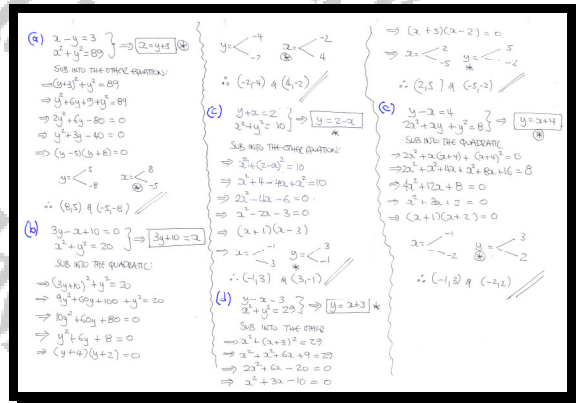 (a) x - y = 3
x² + y² = 89 } ⇒ x = y+3 ⊛
SUB INTO THE OTHER EQUATION:
⇒ (y+3)² + y² = 89
⇒ y² + 6y + 9 + y² = 89
⇒ 2y² + 6y - 80 = 0
⇒ y² + 3y - 40 = 0
⇒ (y-5)(y+8) = 0
y = < 5 -8 x = < 8 -5 ⊛
∴ (8,5) & (-5,-8)
(b) 3y - x + 10 = 0
x² + y² = 20 } ⇒ 3y+10 = x
SUB INTO THE QUADRATIC:
⇒ (3y+10)² + y² = 20
⇒ 9y² + 60y + 100 + y² = 20
⇒ 10y² + 60y + 80 = 0
⇒ y² + 6y + 8 = 0
⇒ (y+4)(y+2) = 0
y = < -4 -2 x = < -2 4 ⊛
∴ (-2,-4) & (4,-2)
(c) y + x = 2
x² + y² = 10 } ⇒ y = 2-x *
SUB INTO THE OTHER EQUATION:
⇒ x² + (2-x)² = 10
⇒ x² + 4 - 4x + x² = 10
⇒ 2x² - 4x - 6 = 0
⇒ x² - 2x - 3 = 0
⇒ (x+1)(x-3)
⇒ x = < -1 3 y = < 3 -1 ⊛
∴ (-1,3) & (3,-1)
(d) y - x - 3
x² + y² = 29 } ⇒ y = x+3 *
SUB INTO THE OTHER
⇒ x² + (x+3)² = 29
⇒ x² + x² + 6x + 9 = 29
⇒ 2x² + 6x - 20 = 0
⇒ x² + 3x - 10 = 0
⇒ (x+5)(x-2) = 0
⇒ x = < 2 -5 y = < 5 -2 ⊛
∴ (2,5) & (-5,-2)
(e) y - x = 4
2x² + xy + y² = 8 } ⇒ y = x+4 ⊛
SUB INTO THE QUADRATIC
⇒ 2x² + x(x+4) + (x+4)² = 0
⇒ 2x² + x² + 4x + x² + 8x + 16 = 8
⇒ 4x² + 12x + 8 = 0
⇒ x² + 3x + 2 = 0
⇒ (x+1)(x+2) = 0
x = < -1 -2 y = < 3 2 ⊛
∴ (-1,3) & (-2,2)